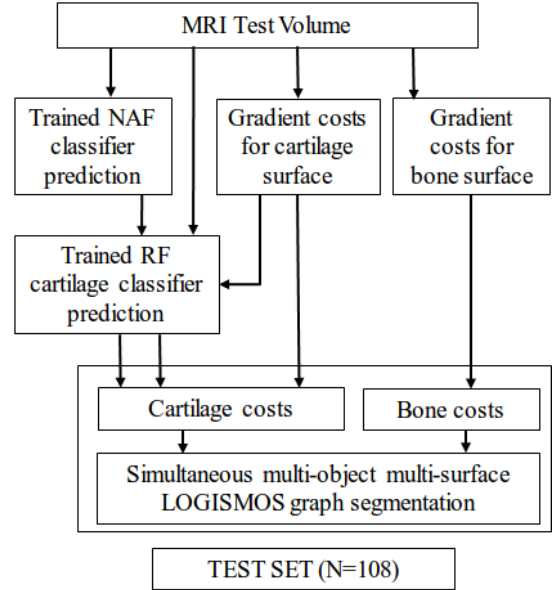 MRI Test Volume
Trained NAF
classifier
prediction
Gradient costs
for cartilage
surface
Gradient
costs for
bone surface
Trained RF
cartilage classifier
prediction
Cartilage costs
Bone costs
Simultaneous multi-object multi-surface
LOGISMOS graph segmentation
TEST SET (N=108)